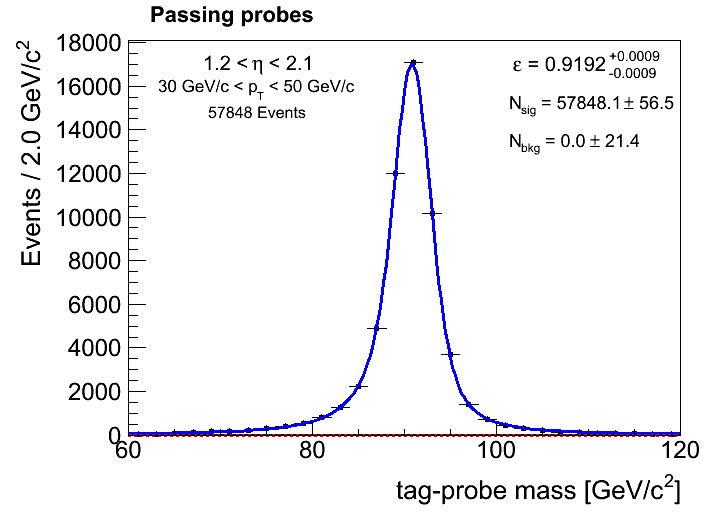 Passing probes
Events / 2.0 GeV/c²
18000
16000
14000
12000
10000
8000
6000
4000
2000
0
1.2 < η < 2.1
30 GeV/c < p_T < 50 GeV/c
57848 Events
ε = 0.9192 +0.0009 -0.0009
N_sig = 57848.1 ± 56.5
N_bkg = 0.0 ± 21.4
60 80 100 120
tag-probe mass [GeV/c²]